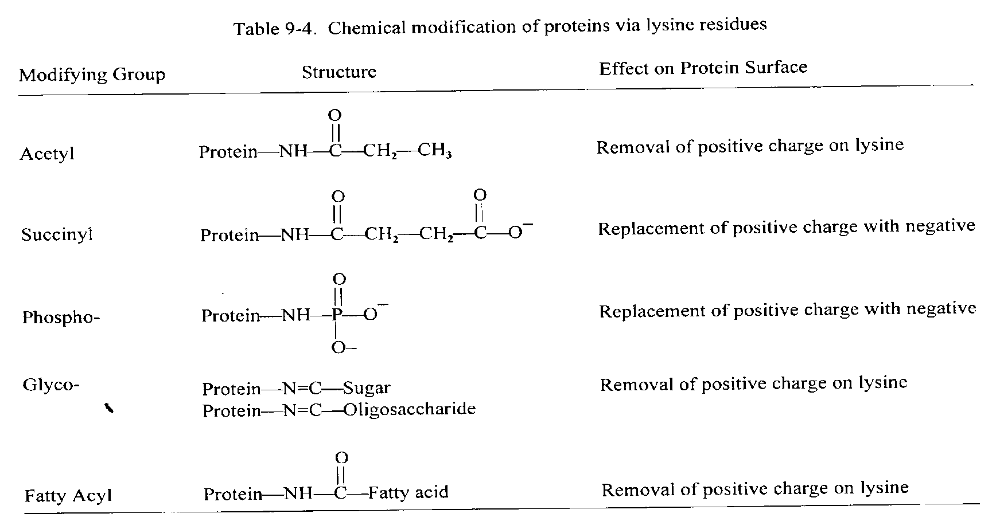 Table 9-4. Chemical modification of proteins via lysine residues
Modifying Group Structure Effect on Protein Surface
O
Acetyl Protein—NH—C—CH₂—CH₃ Removal of positive charge on lysine
O O
Succinyl Protein—NH—C—CH₂—CH₂—C—O⁻ Replacement of positive charge with negative
O
Phospho- Protein—NH—P—O⁻ Replacement of positive charge with negative
O–
Glyco- Protein—N=C—Sugar Removal of positive charge on lysine
Protein—N=C—Oligosaccharide
O
Fatty Acyl Protein—NH—C—Fatty acid Removal of positive charge on lysine